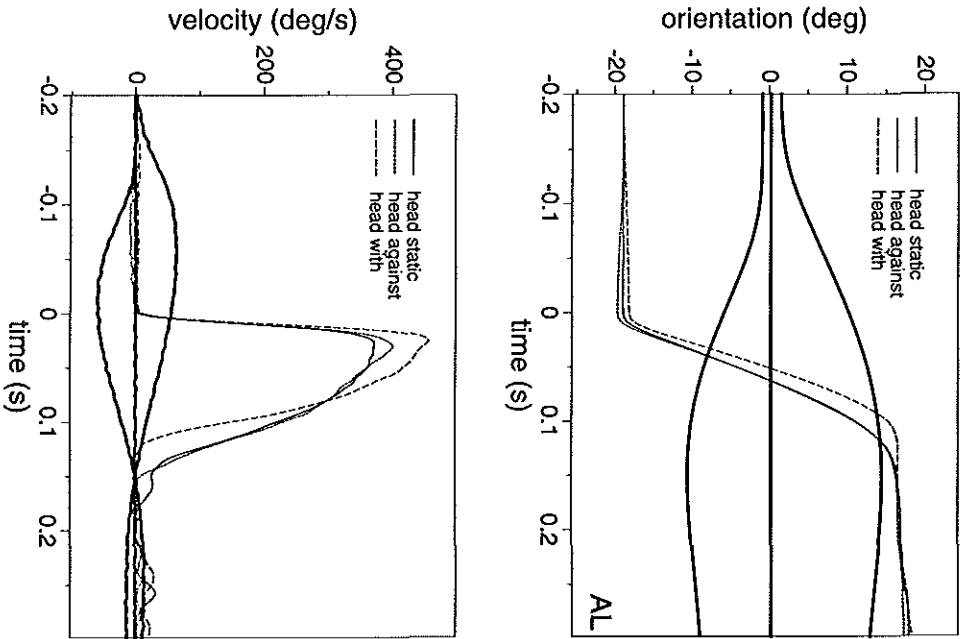 orientation (deg)
20
10
0
-10
-20
head static
head against
head with
AL
-0.2
-0.1
0
0.1
0.2
time (s)
velocity (deg/s)
400
200
0
head static
head against
head with
-0.2
-0.1
0
0.1
0.2
time (s)